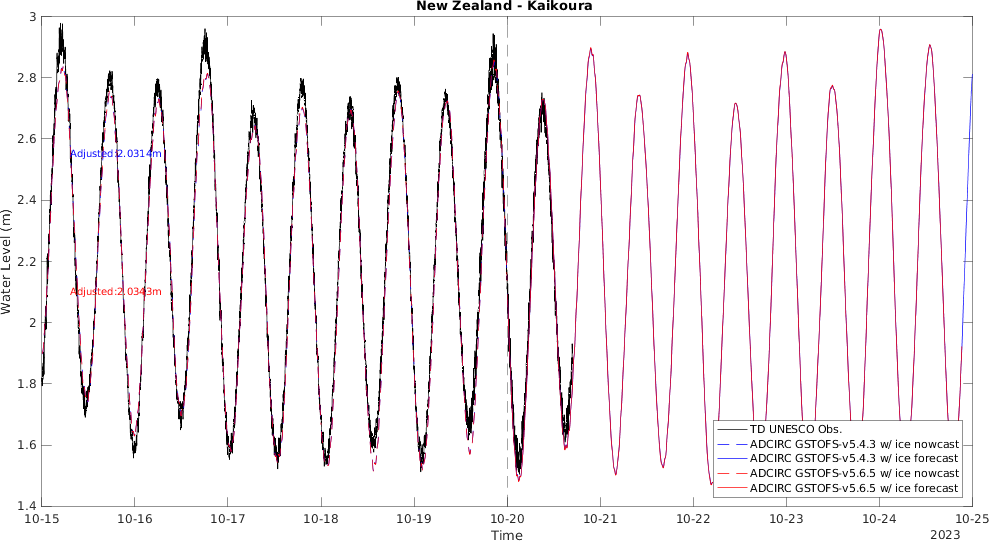 New Zealand - Kaikoura
Water Level (m)
3
2.8
2.6
2.4
2.2
2
1.8
1.6
1.4
Adjusted:2.0314m
Adjusted:2.0343m
TD UNESCO Obs.
ADCIRC GSTOFS-v5.4.3 w/ ice nowcast
ADCIRC GSTOFS-v5.4.3 w/ ice forecast
ADCIRC GSTOFS-v5.6.5 w/ ice nowcast
ADCIRC GSTOFS-v5.6.5 w/ ice forecast
10-15 10-16 10-17 10-18 10-19 10-20 10-21 10-22 10-23 10-24 10-25
Time
2023